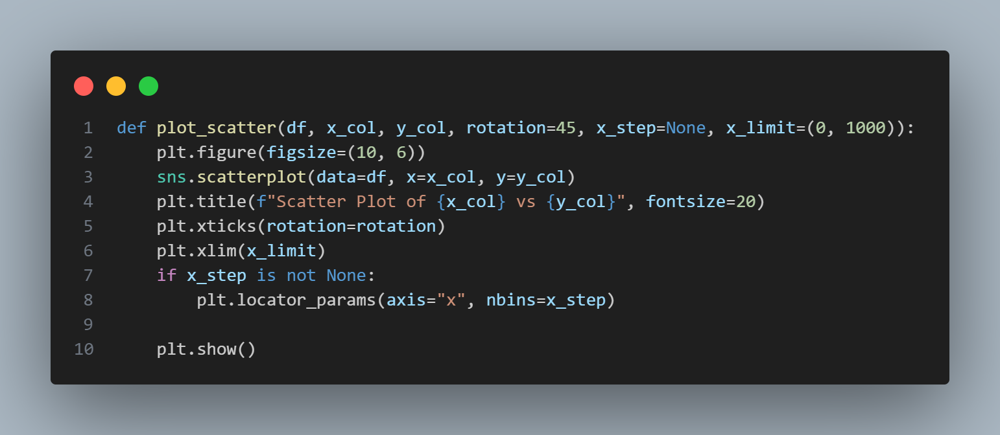 1 def plot_scatter(df, x_col, y_col, rotation=45, x_step=None, x_limit=(0, 1000)):
2     plt.figure(figsize=(10, 6))
3     sns.scatterplot(data=df, x=x_col, y=y_col)
4     plt.title(f"Scatter Plot of {x_col} vs {y_col}", fontsize=20)
5     plt.xticks(rotation=rotation)
6     plt.xlim(x_limit)
7     if x_step is not None:
8         plt.locator_params(axis="x", nbins=x_step)
9
10     plt.show()